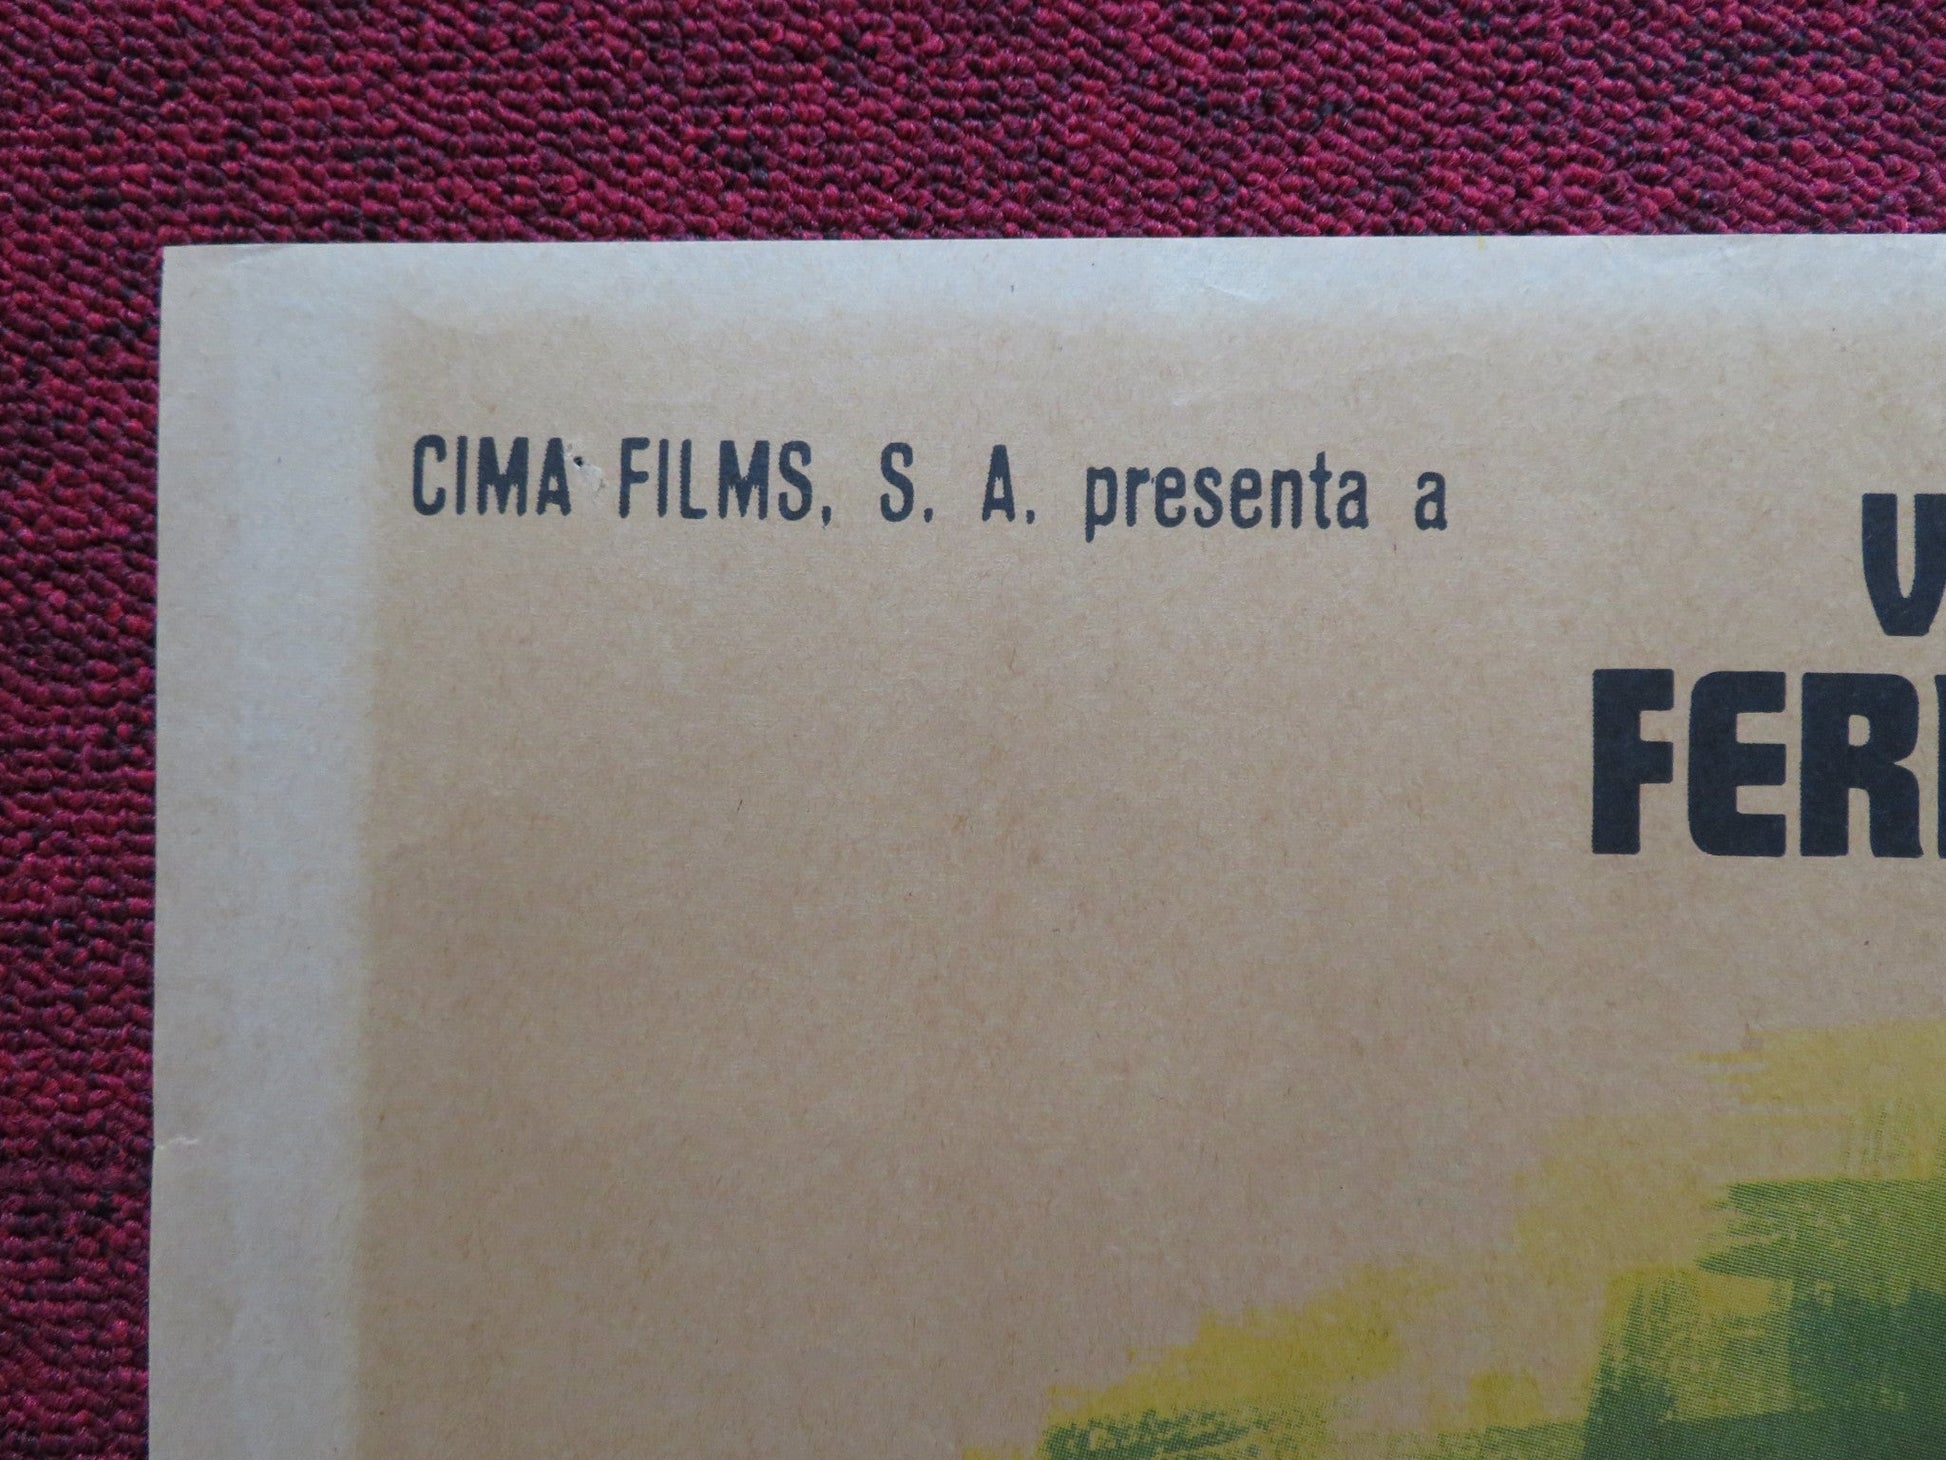 CIMA FILMS, S. A. presenta a